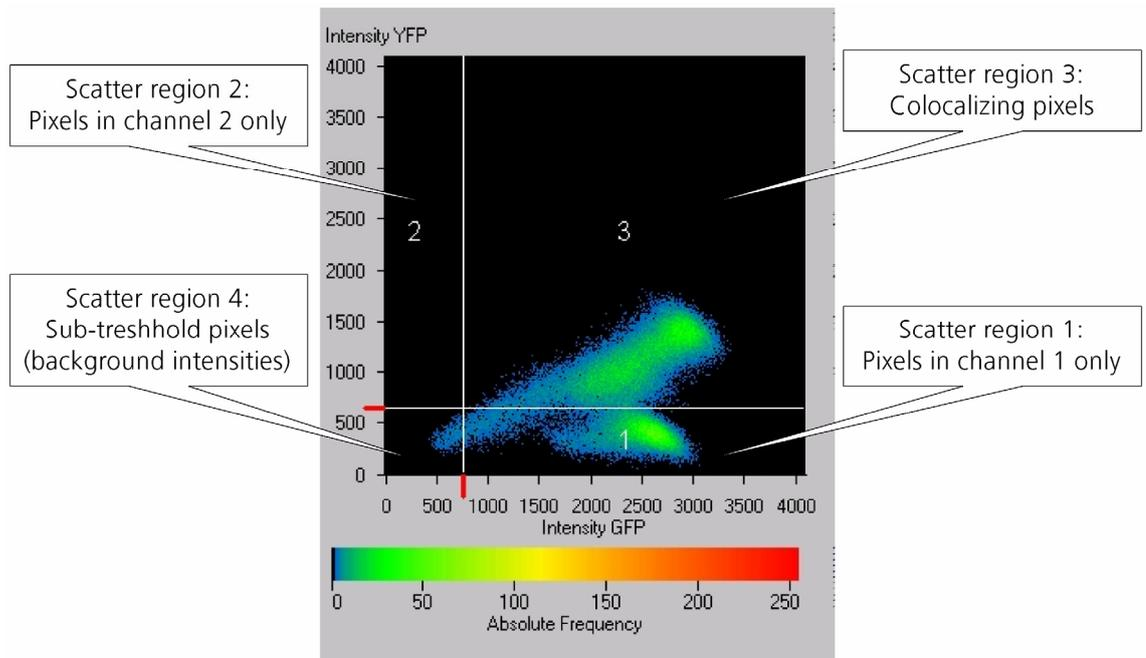 Intensity YFP
4000
3500
3000
2500
2000
1500
1000
500
0
Scatter region 2:
Pixels in channel 2 only
Scatter region 3:
Colocalizing pixels
2
3
Scatter region 4:
Sub-treshhold pixels
(background intensities)
Scatter region 1:
Pixels in channel 1 only
1
0 500 1000 1500 2000 2500 3000 3500 4000
Intensity GFP
0 50 100 150 200 250
Absolute Frequency